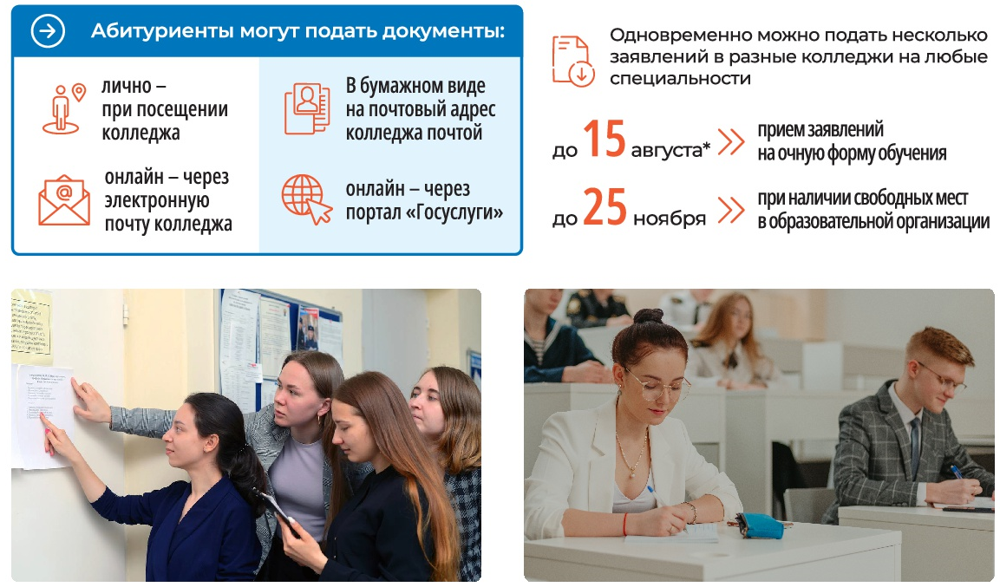 Абитуриенты могут подать документы:
лично –
при посещении
колледжа
В бумажном виде
на почтовый адрес
колледжа почтой
онлайн – через
электронную
почту колледжа
онлайн – через
портал «Госуслуги»
Одновременно можно подать несколько
заявлений в разные колледжи на любые
специальности
до 15 августа*
прием заявлений
на очную форму обучения
до 25 ноября
при наличии свободных мест
в образовательной организации